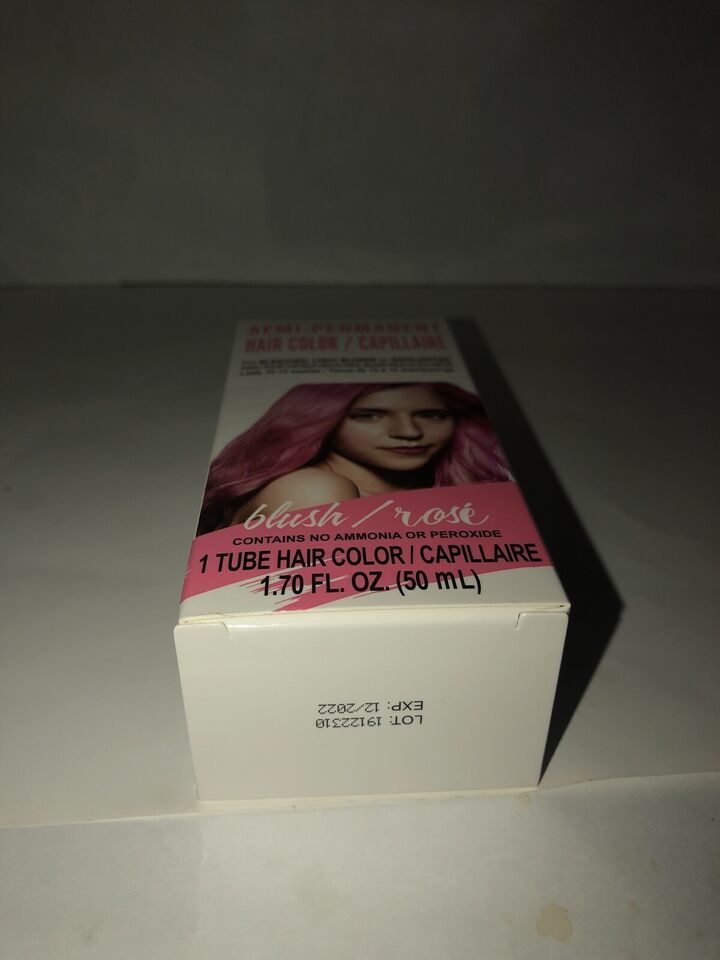 SEMI-PERMANENT
HAIR COLOR / CAPILLAIRE
blush / rosé
CONTAINS NO AMMONIA OR PEROXIDE
1 TUBE HAIR COLOR / CAPILLAIRE
1.70 FL. OZ. (50 mL)
LOT: 19122310
EXP: 12/2022